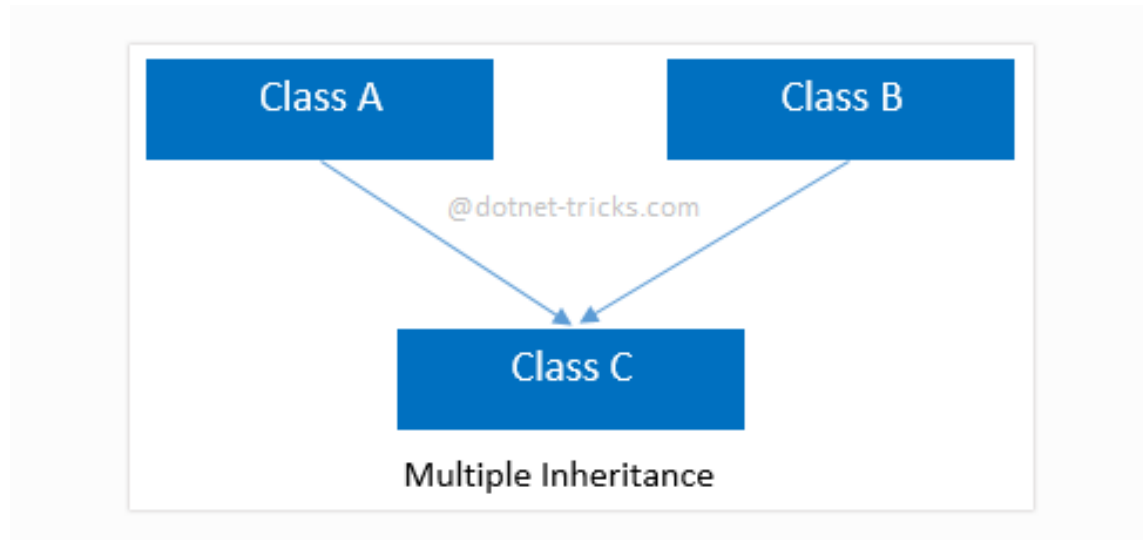 Class A
Class B
@dotnet-tricks.com
Class C
Multiple Inheritance